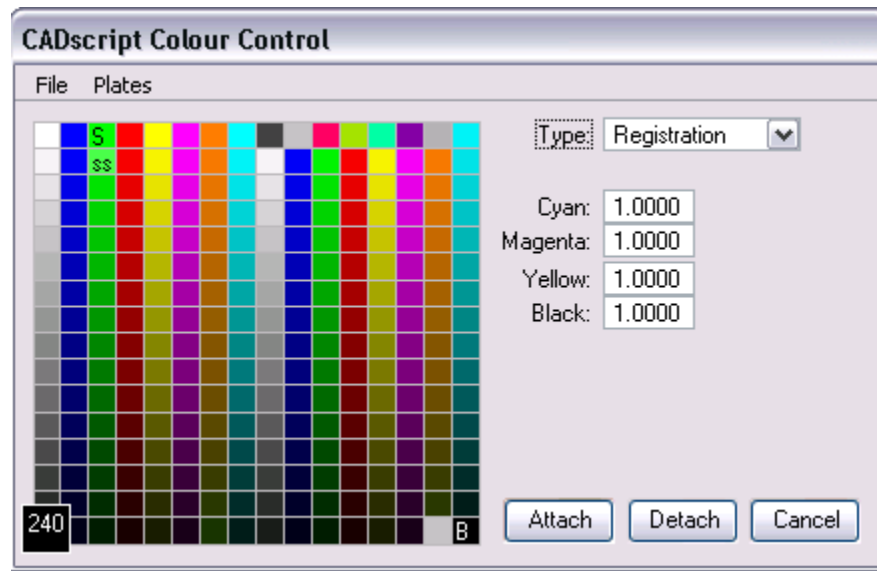 CADscript Colour Control
File Plates
S
ss
Type: Registration
Cyan: 1.0000
Magenta: 1.0000
Yellow: 1.0000
Black: 1.0000
240
B
Attach Detach Cancel